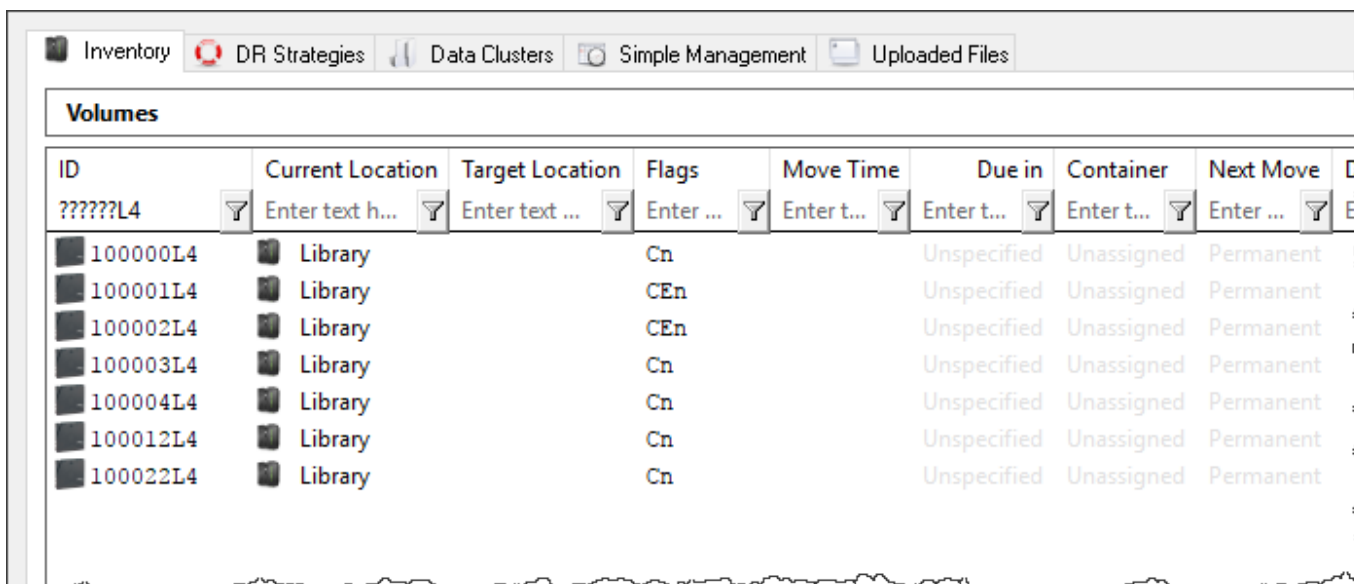 Inventory DR Strategies Data Clusters Simple Management Uploaded Files
Volumes
ID Current Location Target Location Flags Move Time Due in Container Next Move
??????L4 Enter text h... Enter text ... Enter ... Enter t... Enter t... Enter t... Enter ...
100000L4 Library Cn Unspecified Unassigned Permanent
100001L4 Library CEn Unspecified Unassigned Permanent
100002L4 Library CEn Unspecified Unassigned Permanent
100003L4 Library Cn Unspecified Unassigned Permanent
100004L4 Library Cn Unspecified Unassigned Permanent
100012L4 Library Cn Unspecified Unassigned Permanent
100022L4 Library Cn Unspecified Unassigned Permanent